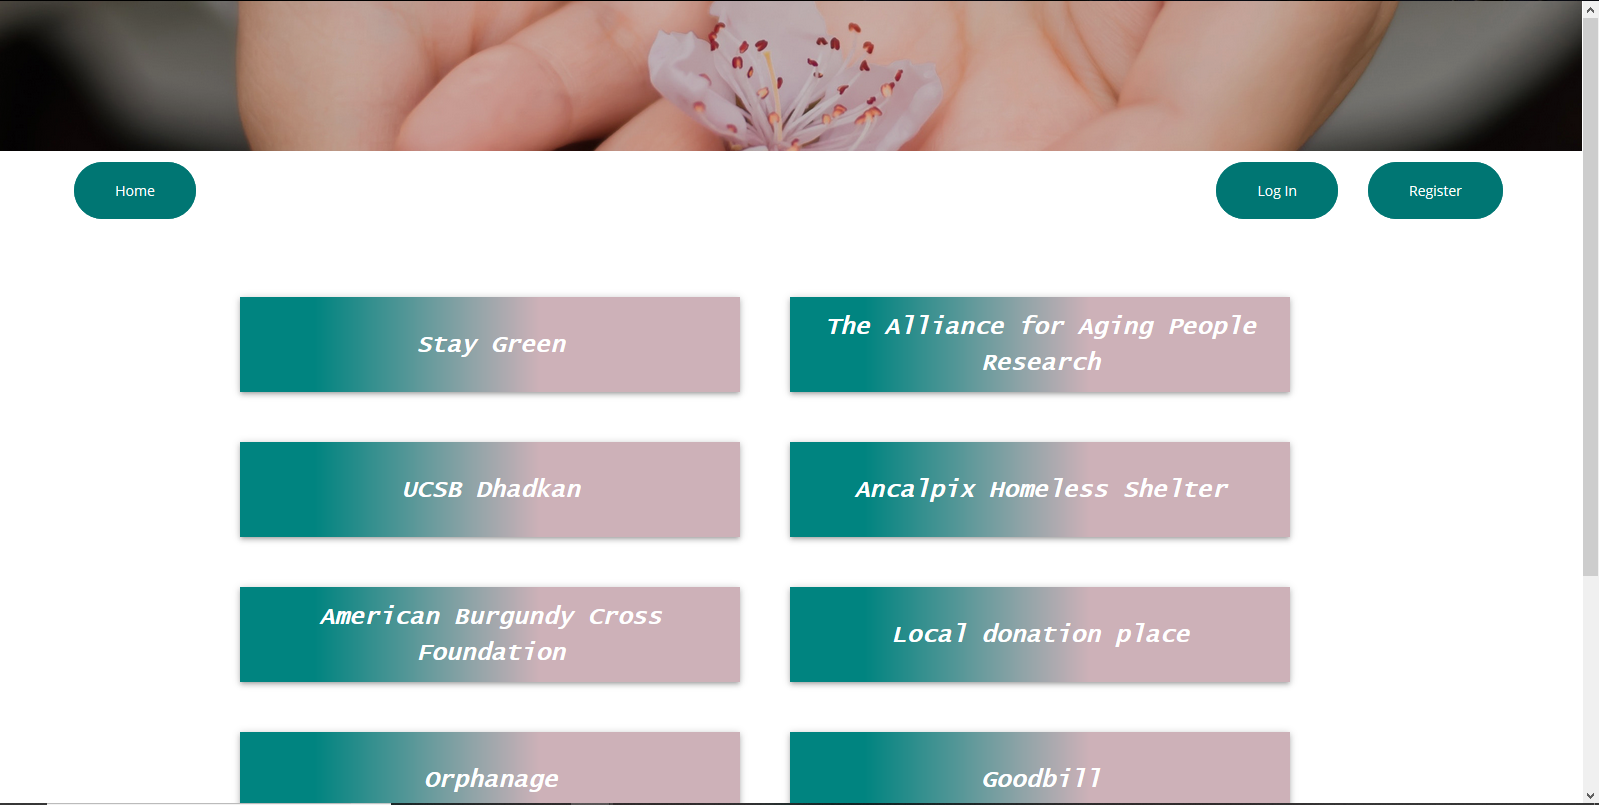 Home
Log In
Register
Stay Green
The Alliance for Aging People
Research
UCSB Dhadkan
Ancalpix Homeless Shelter
American Burgundy Cross
Foundation
Local donation place
Orphanage
Goodbill